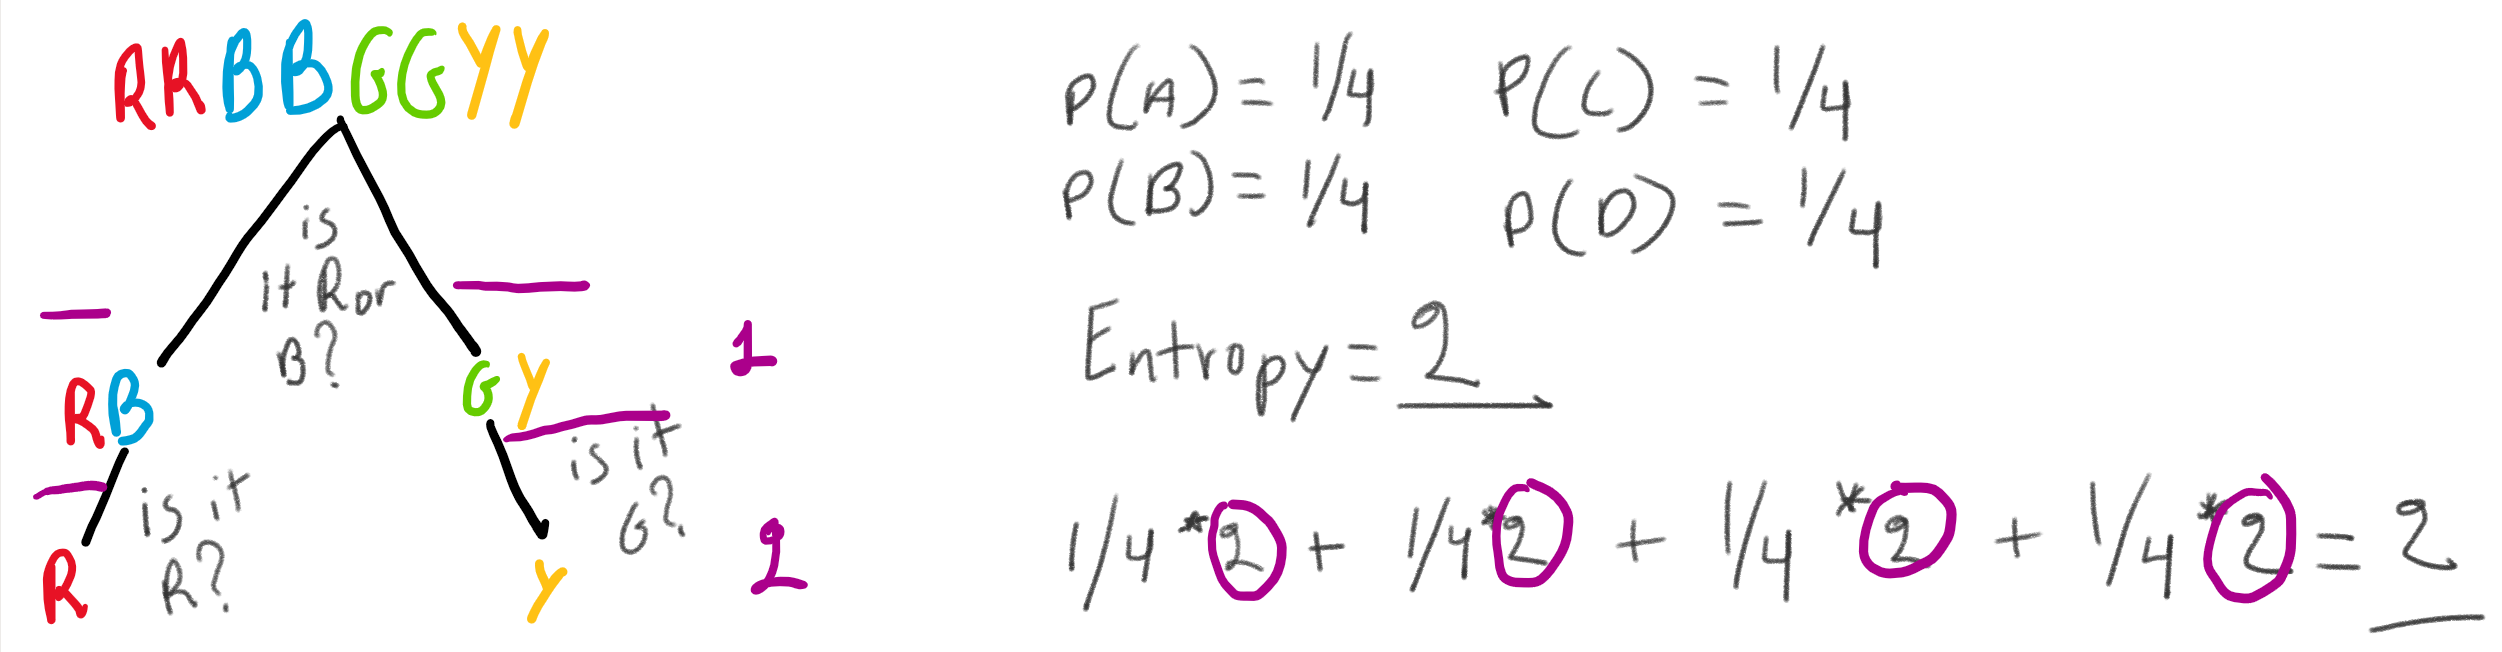 RRBBGGYY
is
it R or
B?
RB
GY
is it
R?
is it
G?
R
Y
1
2
P(A) = 1/4
P(C) = 1/4
P(B) = 1/4
P(D) = 1/4
Entropy = 2
1/4*2 + 1/4*2 + 1/4*2 + 1/4*2 = 2